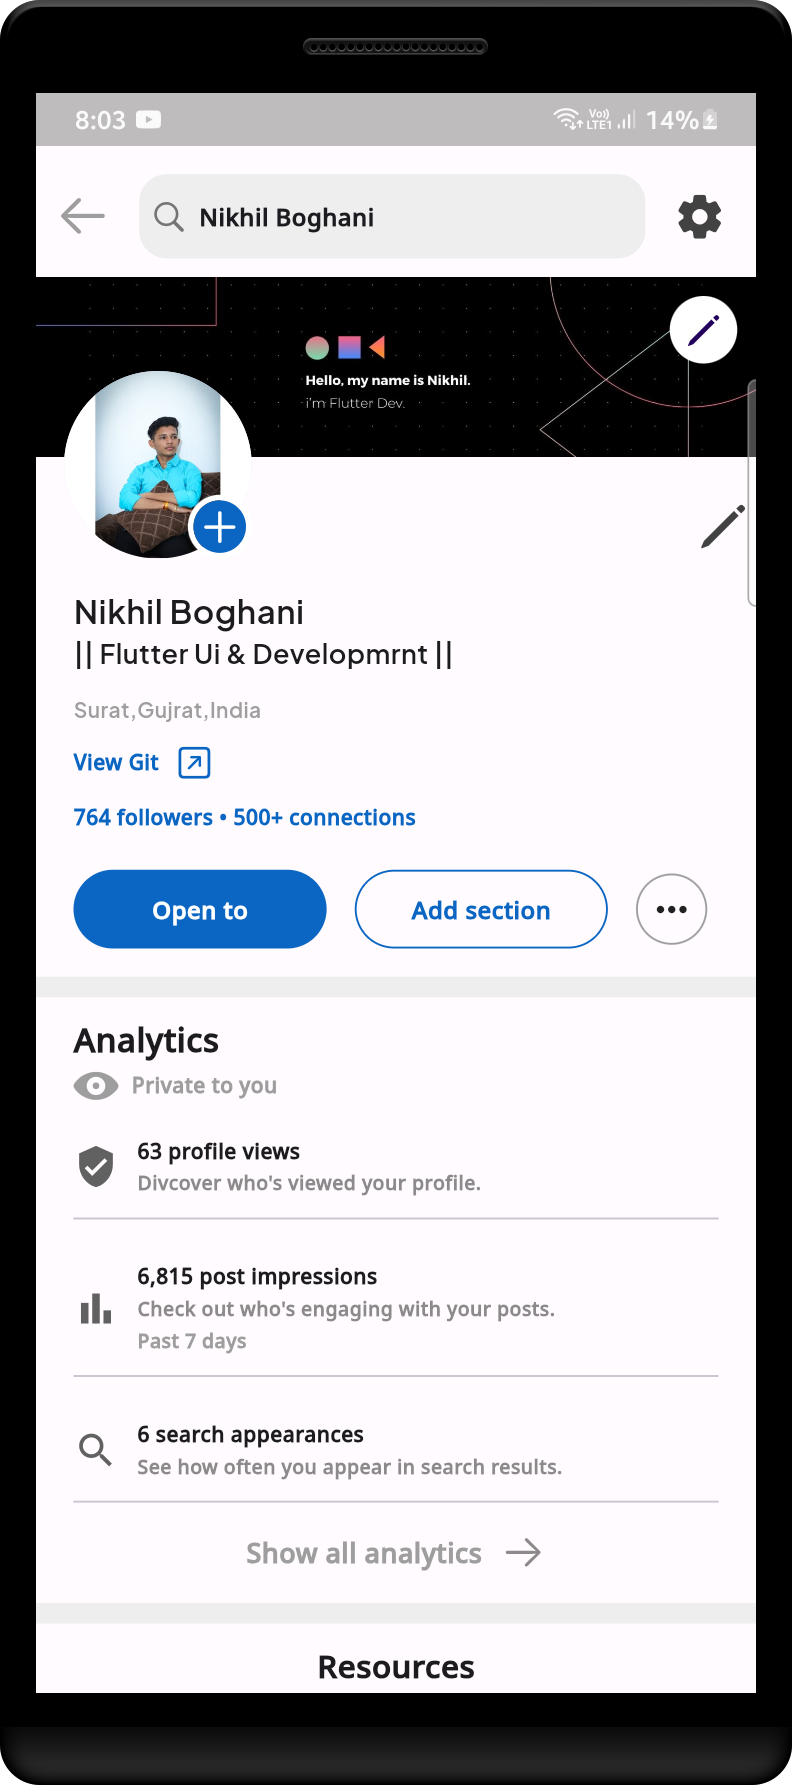 8:03 Vo)) LTE1 14%
Nikhil Boghani
Hello, my name is Nikhil.
i'm Flutter Dev.
Nikhil Boghani
|| Flutter Ui & Developmrnt ||
Surat,Gujrat,India
View Git
764 followers • 500+ connections
Open to Add section
Analytics
Private to you
63 profile views
Divcover who's viewed your profile.
6,815 post impressions
Check out who's engaging with your posts.
Past 7 days
6 search appearances
See how often you appear in search results.
Show all analytics
Resources